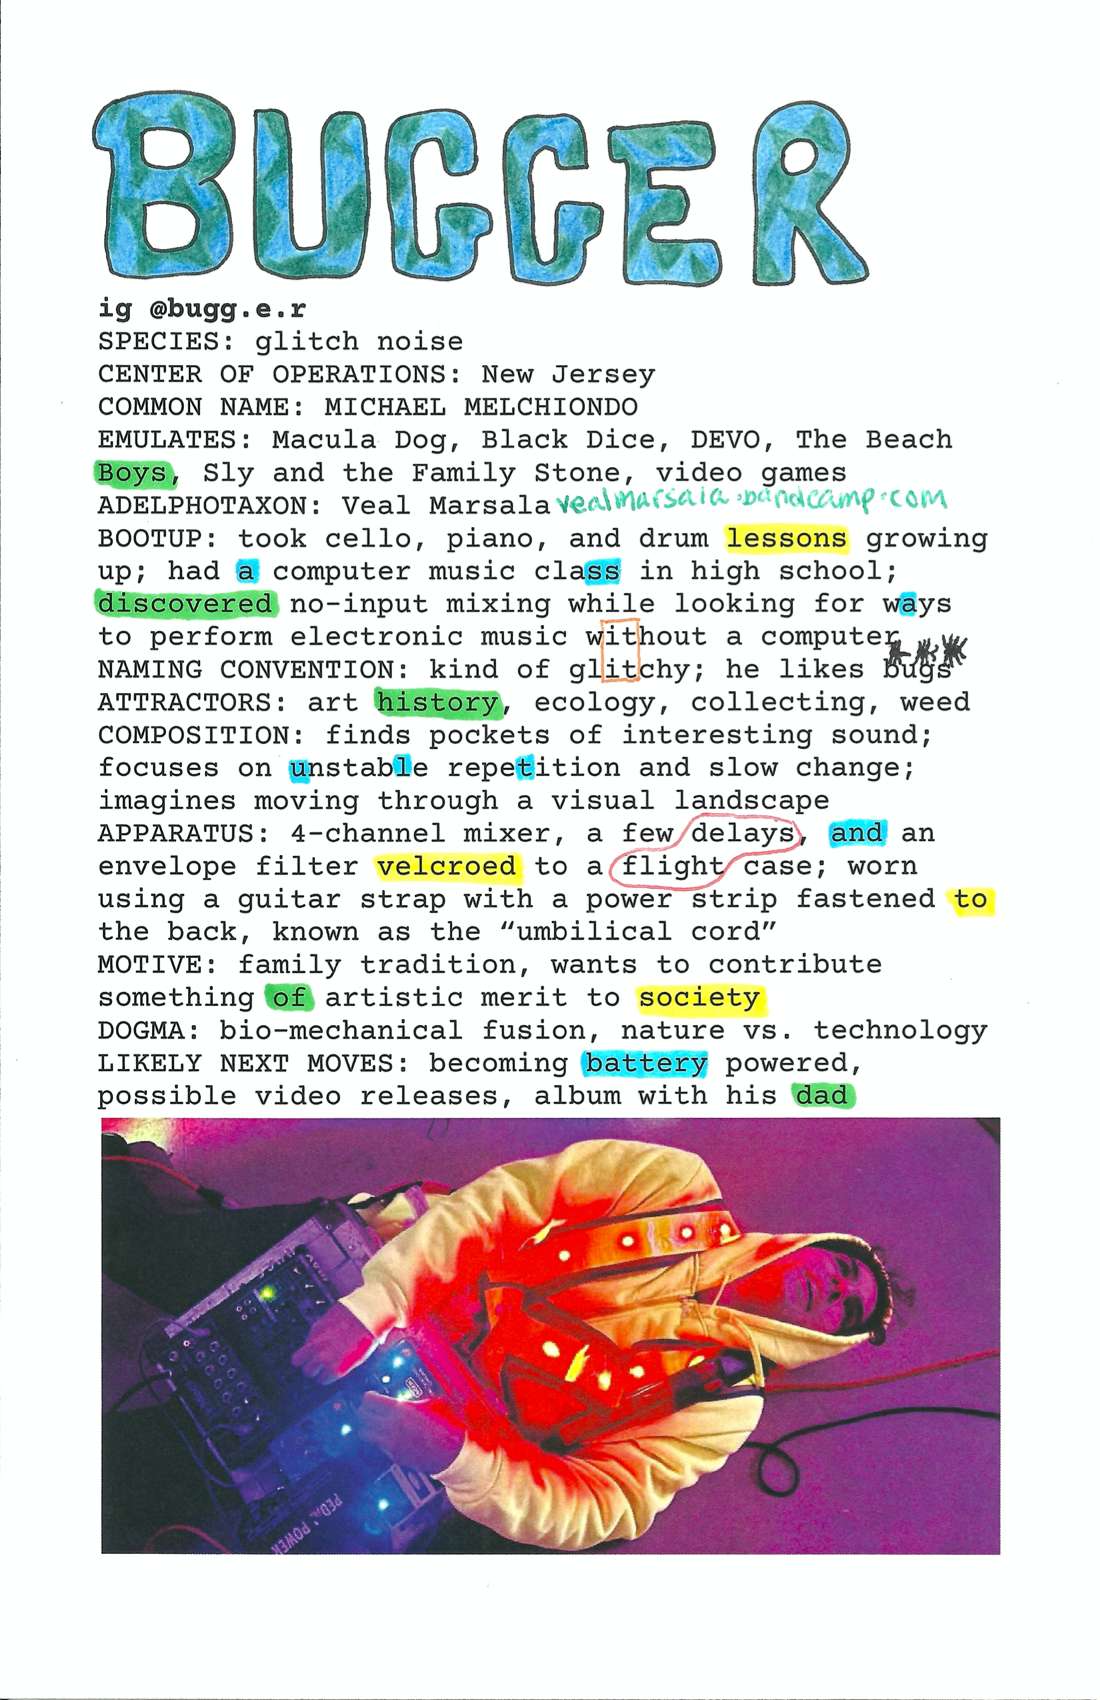 BUGGER
ig @bugg.e.r
SPECIES: glitch noise
CENTER OF OPERATIONS: New Jersey
COMMON NAME: MICHAEL MELCHIONDO
EMULATES: Macula Dog, Black Dice, DEVO, The Beach
Boys, Sly and the Family Stone, video games
ADELPHOTAXON: Veal Marsala vealmarsala.bandcamp.com
BOOTUP: took cello, piano, and drum lessons growing
up; had a computer music class in high school;
discovered no-input mixing while looking for ways
to perform electronic music without a computer
NAMING CONVENTION: kind of glitchy; he likes bugs
ATTRACTORS: art history, ecology, collecting, weed
COMPOSITION: finds pockets of interesting sound;
focuses on unstable repetition and slow change;
imagines moving through a visual landscape
APPARATUS: 4-channel mixer, a few delays, and an
envelope filter velcroed to a flight case; worn
using a guitar strap with a power strip fastened to
the back, known as the “umbilical cord”
MOTIVE: family tradition, wants to contribute
something of artistic merit to society
DOGMA: bio-mechanical fusion, nature vs. technology
LIKELY NEXT MOVES: becoming battery powered,
possible video releases, album with his dad
PEDAL POWER